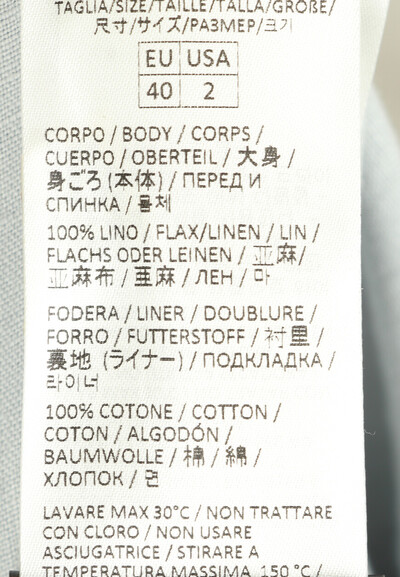 TAGLIA/SIZE/TAILLE/TALLA/GRÖßE/
尺寸/サイズ/РАЗМЕР/크기
EU USA
40 2
CORPO / BODY / CORPS /
CUERPO / OBERTEIL / 大身 /
身ごろ (本体) / ПЕРЕД И
СПИНКА / 몸체
100% LINO / FLAX/LINEN / LIN /
FLACHS ODER LEINEN / 亚麻/
亚麻布 / 亜麻 / ЛЕН / 마
FODERA / LINER / DOUBLURE /
FORRO / FUTTERSTOFF / 衬里/
裏地 (ライナー) / ПОДКЛАДКА /
라이너
100% COTONE / COTTON /
COTON / ALGODÓN /
BAUMWOLLE / 棉 / 綿 /
ХЛОПОК / 면
LAVARE MAX 30°C / NON TRATTARE
CON CLORO / NON USARE
ASCIUGATRICE / STIRARE A
TEMPERATURA MASSIMA 150 °C /